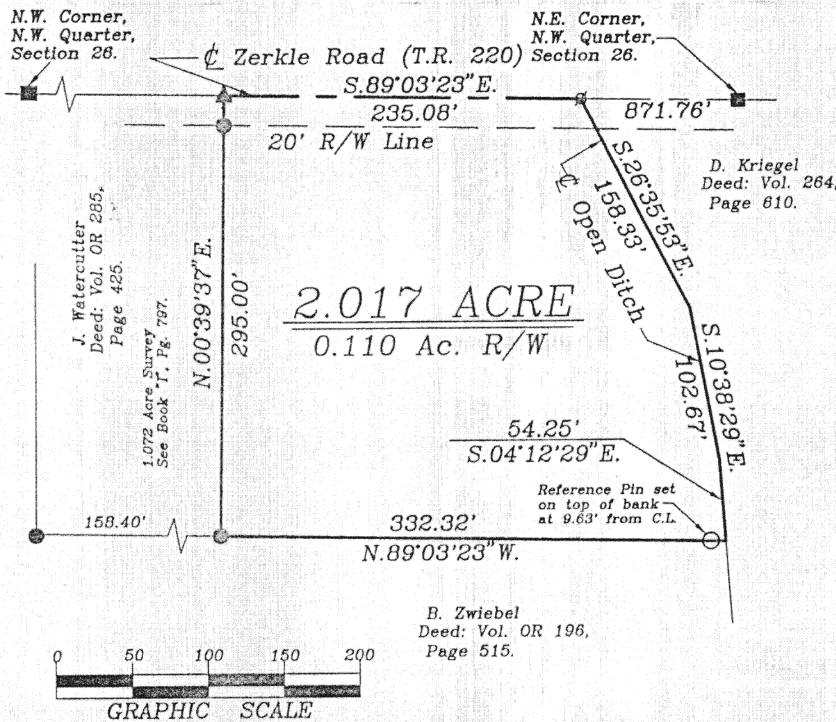 N.W. Corner,
N.W. Quarter,
Section 26.
℄ Zerkle Road (T.R. 220)
N.E. Corner,
N.W. Quarter,
Section 26.
S.89°03'23"E.
235.08'
871.76'
20' R/W Line
D. Kriegel
Deed: Vol. 264,
Page 610.
S.26°35'53"E.
158.33'
℄ Open Ditch
J. Watercutter
Deed: Vol. OR 285,
Page 425.
1.072 Acre Survey
See Book "I", Pg. 797.
N.00°39'37"E.
295.00'
2.017 ACRE
0.110 Ac. R/W
S.10°38'29"E.
102.67'
54.25'
S.04°12'29"E.
Reference Pin set
on top of bank
at 9.63' from C.L.
158.40'
332.32'
N.89°03'23"W.
B. Zwiebel
Deed: Vol. OR 196,
Page 515.
0 50 100 150 200
GRAPHIC SCALE